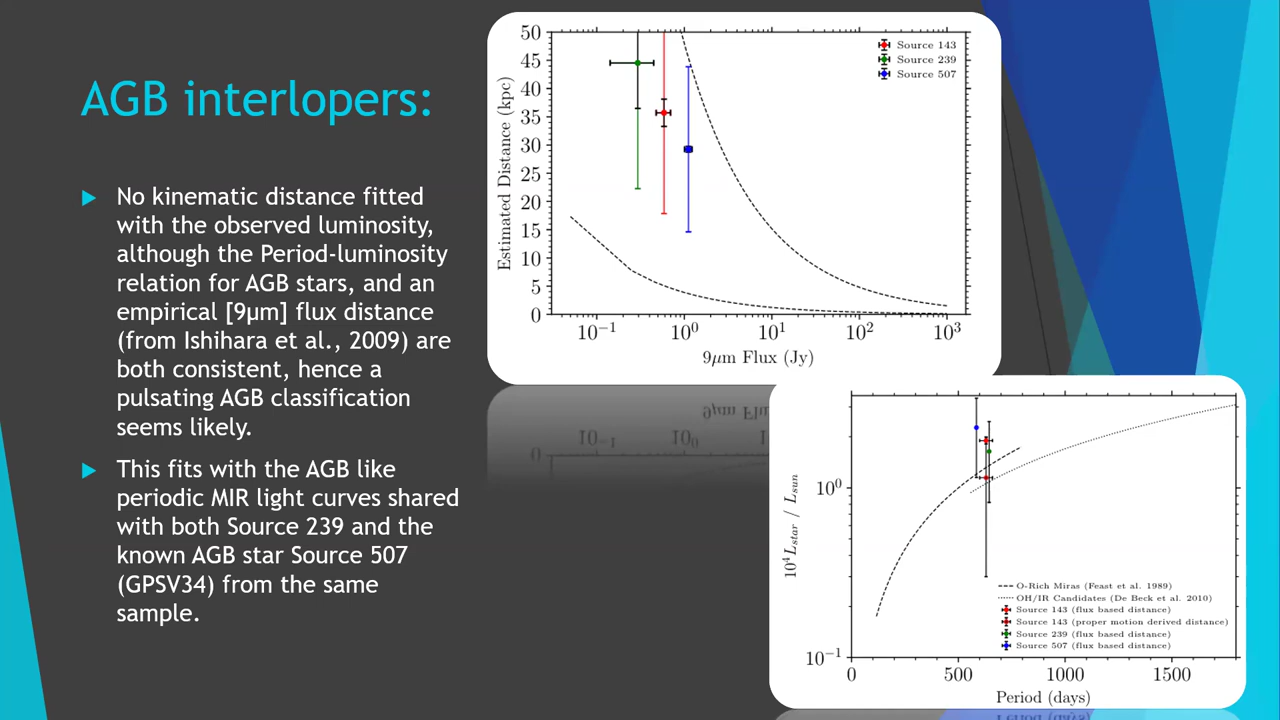 AGB interlopers:
No kinematic distance fitted
with the observed luminosity,
although the Period-luminosity
relation for AGB stars, and an
empirical [9μm] flux distance
(from Ishihara et al., 2009) are
both consistent, hence a
pulsating AGB classification
seems likely.
This fits with the AGB like
periodic MIR light curves shared
with both Source 239 and the
known AGB star Source 507
(GPSV34) from the same
sample.
50
45
40
35
30
25
20
15
10
5
0
Estimated Distance (kpc)
Source 143
Source 239
Source 507
10⁻¹ 10⁰ 10¹ 10² 10³
9μm Flux (Jy)
10⁰
10⁻¹
10⁴L_star / L_sun
O-Rich Miras (Feast et al. 1989)
OH/IR Candidates (De Beck et al. 2010)
Source 143 (flux based distance)
Source 143 (proper motion derived distance)
Source 239 (flux based distance)
Source 507 (flux based distance)
0 500 1000 1500
Period (days)